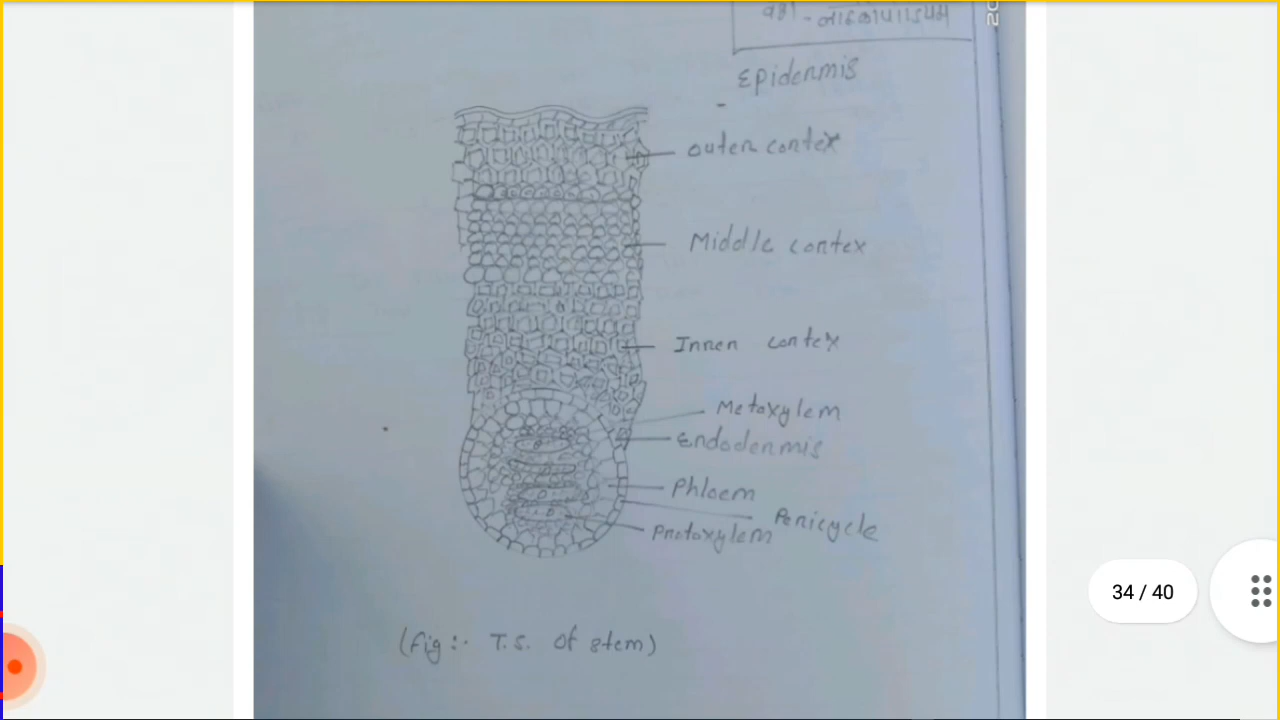 Epidermis
outer cortex
Middle cortex
Inner cortex
Metaxylem
Endodermis
Phloem
Pericycle
Protoxylem
(fig :- T.S. Of stem)
34 / 40